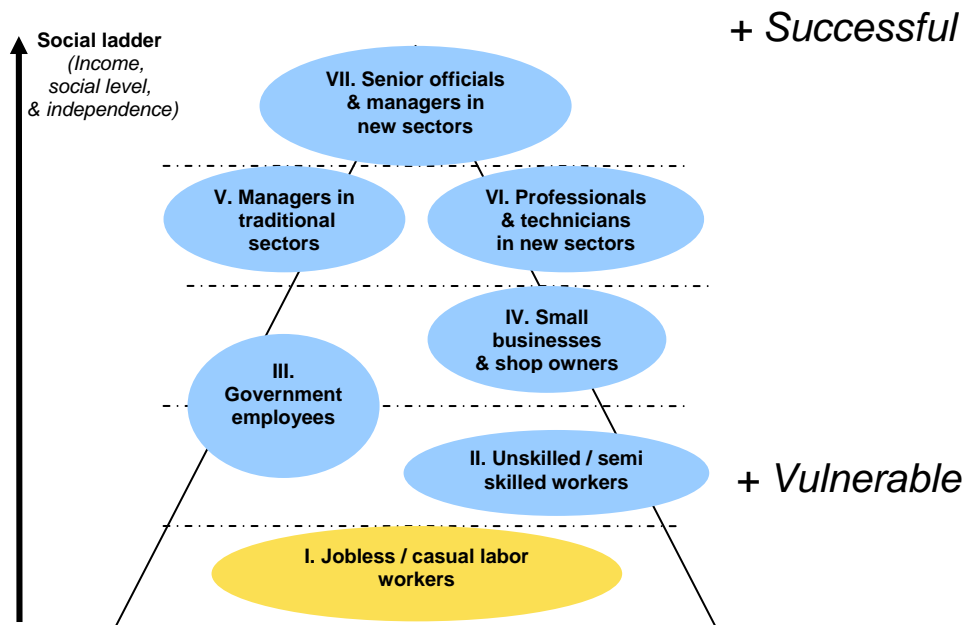 + Successful
Social ladder
(Income,
social level,
& independence)
VII. Senior officials
& managers in
new sectors
V. Managers in
traditional
sectors
VI. Professionals
& technicians
in new sectors
IV. Small
businesses
& shop owners
III.
Government
employees
II. Unskilled / semi
skilled workers
+ Vulnerable
I. Jobless / casual labor
workers